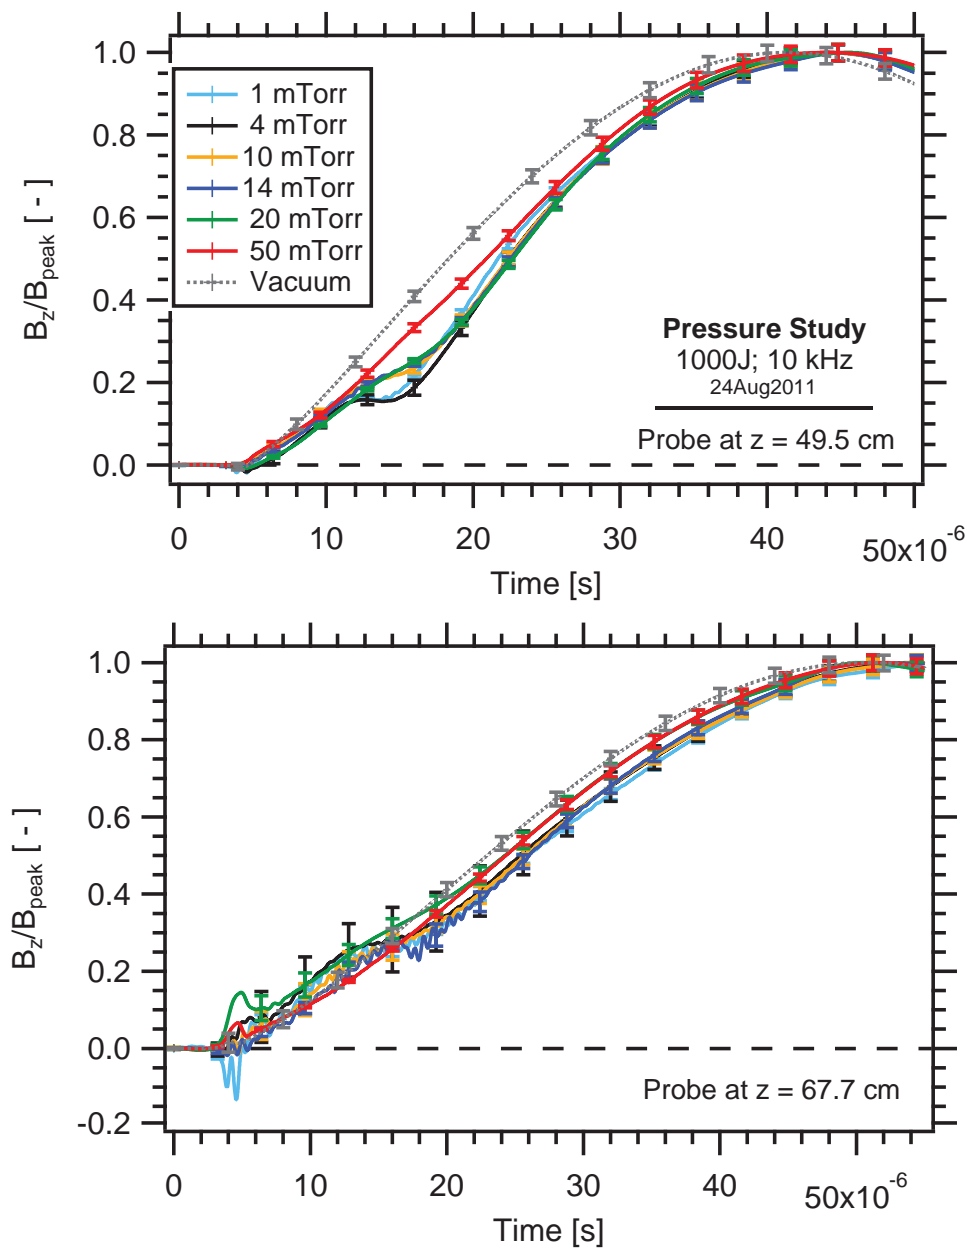 1.0
0.8
0.6
0.4
0.2
0.0
B_z/B_peak [ - ]
1 mTorr
4 mTorr
10 mTorr
14 mTorr
20 mTorr
50 mTorr
Vacuum
Pressure Study
1000J; 10 kHz
24Aug2011
Probe at z = 49.5 cm
0 10 20 30 40 50x10^-6
Time [s]
1.0
0.8
0.6
0.4
0.2
0.0
-0.2
B_z/B_peak [ - ]
Probe at z = 67.7 cm
0 10 20 30 40 50x10^-6
Time [s]